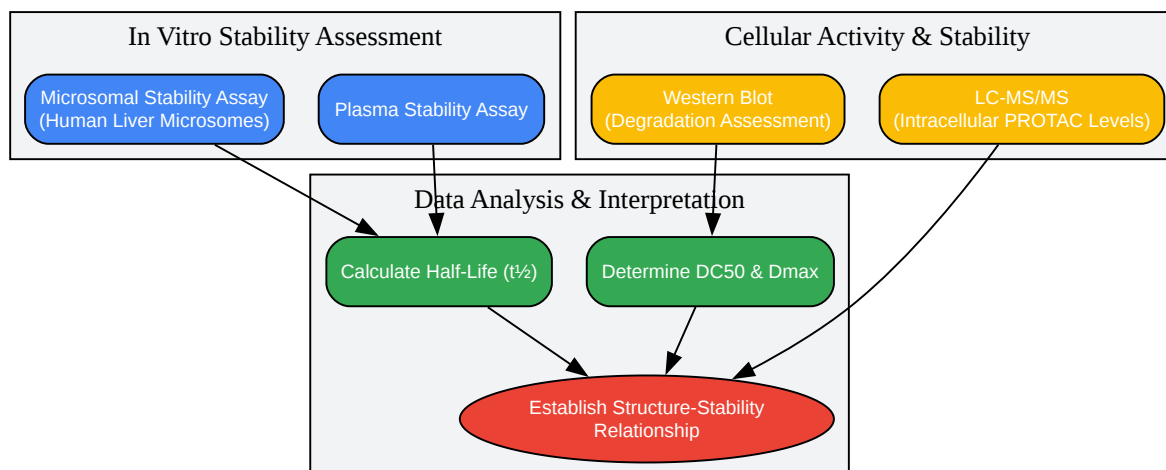 In Vitro Stability Assessment
Cellular Activity & Stability
Microsomal Stability Assay
(Human Liver Microsomes)
Plasma Stability Assay
Western Blot
(Degradation Assessment)
LC-MS/MS
(Intracellular PROTAC Levels)
Data Analysis & Interpretation
Calculate Half-Life (t½)
Determine DC50 & Dmax
Establish Structure-Stability
Relationship